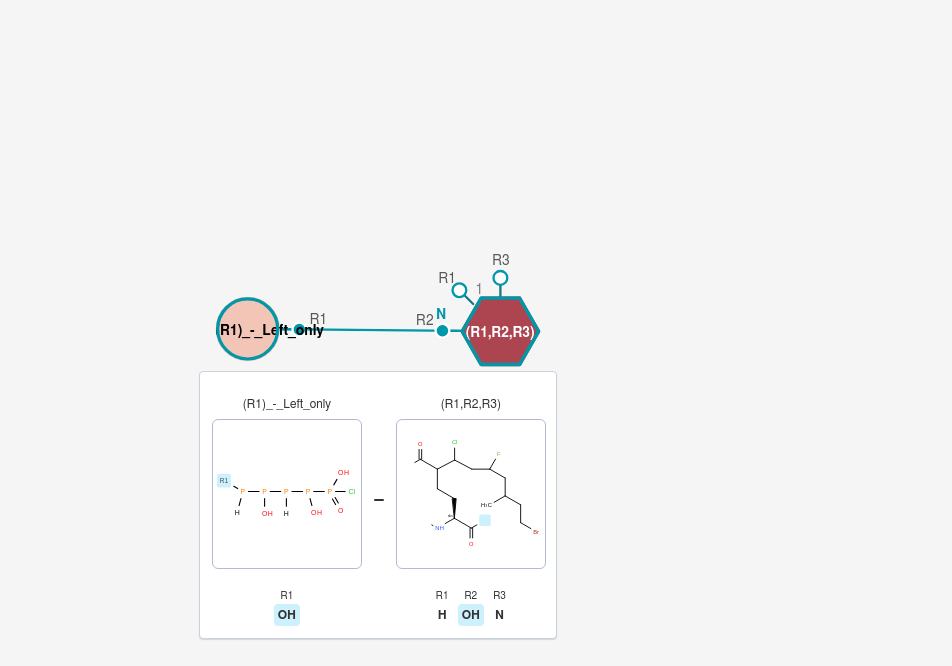 R3
R1
1
N
R1
R2
R1)_-_Left_only
(R1,R2,R3)
(R1)_-_Left_only
(R1,R2,R3)
O
Cl
F
OH
R1
P
P
P
P
P
Cl
H
OH
H
OH
O
H₃C
NH
O
Br
–
R1
R1
R2
R3
OH
H
OH
N